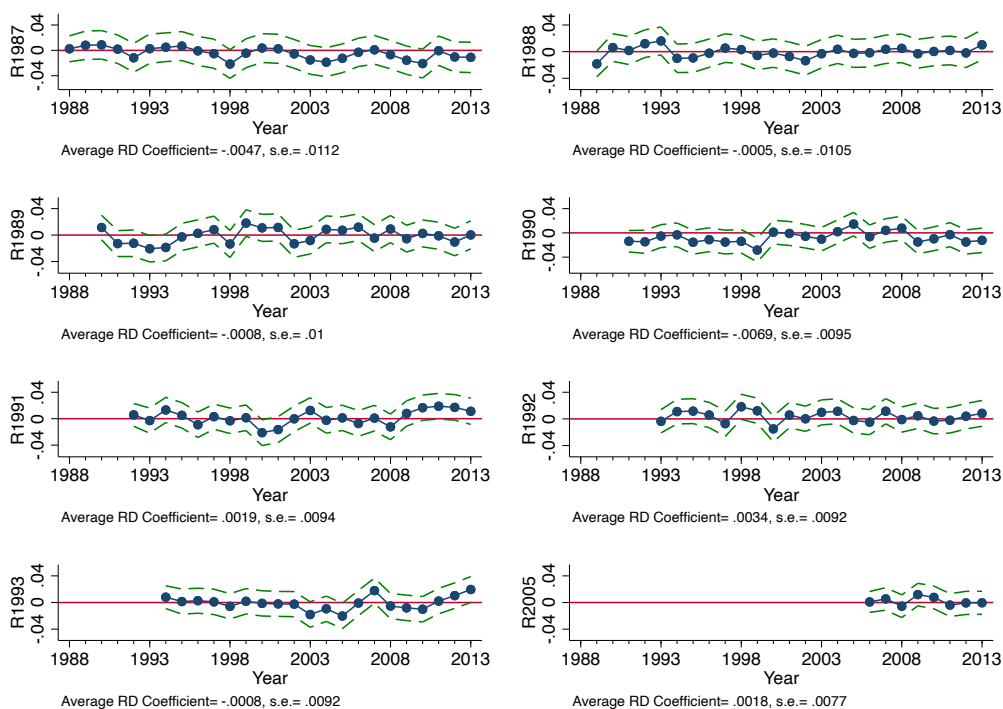 R1987
.04
0
-.04
1988 1993 1998 2003 2008 2013
Year
Average RD Coefficient= -.0047, s.e.= .0112
R1988
.04
0
-.04
1988 1993 1998 2003 2008 2013
Year
Average RD Coefficient= -.0005, s.e.= .0105
R1989
.04
0
-.04
1988 1993 1998 2003 2008 2013
Year
Average RD Coefficient= -.0008, s.e.= .01
R1990
.04
0
-.04
1988 1993 1998 2003 2008 2013
Year
Average RD Coefficient= -.0069, s.e.= .0095
R1991
.04
0
-.04
1988 1993 1998 2003 2008 2013
Year
Average RD Coefficient= .0019, s.e.= .0094
R1992
.04
0
-.04
1988 1993 1998 2003 2008 2013
Year
Average RD Coefficient= .0034, s.e.= .0092
R1993
.04
0
-.04
1988 1993 1998 2003 2008 2013
Year
Average RD Coefficient= -.0008, s.e.= .0092
R2005
.04
0
-.04
1988 1993 1998 2003 2008 2013
Year
Average RD Coefficient= .0018, s.e.= .0077